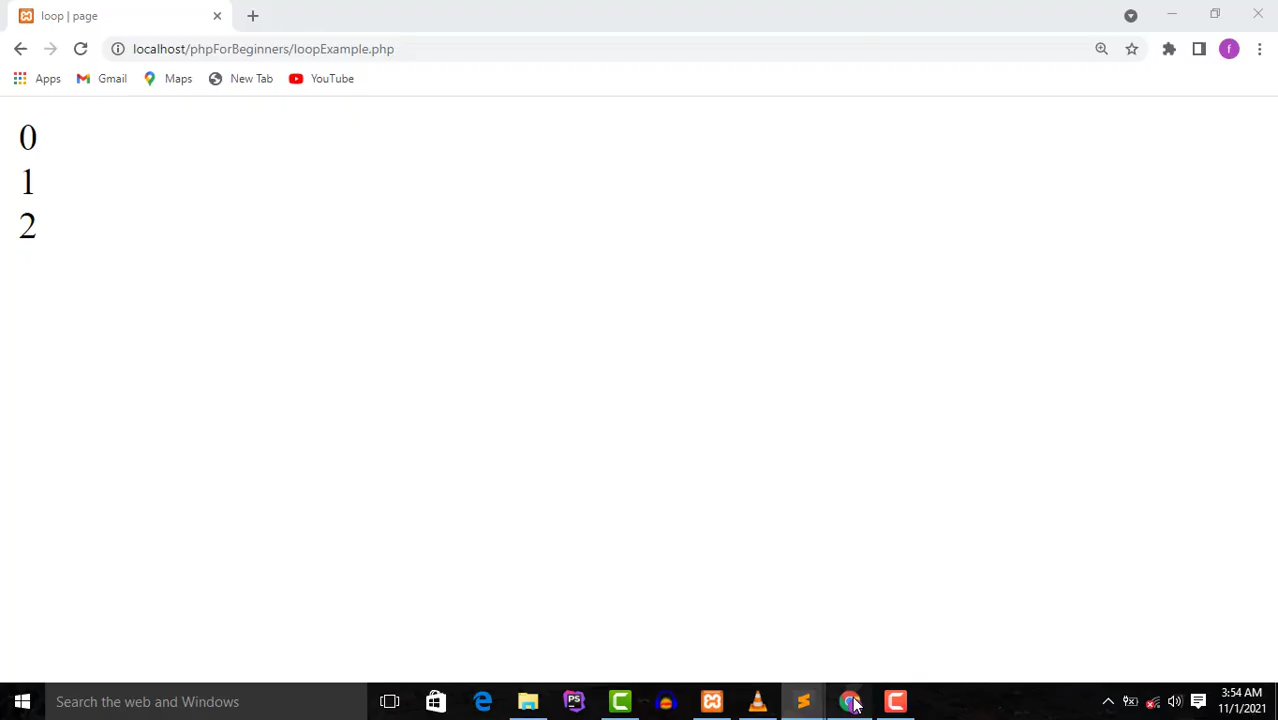 loop | page
localhost/phpForBeginners/loopExample.php
f
Apps Gmail Maps New Tab YouTube
0
1
2
Search the web and Windows
PS
3:54 AM
11/1/2021